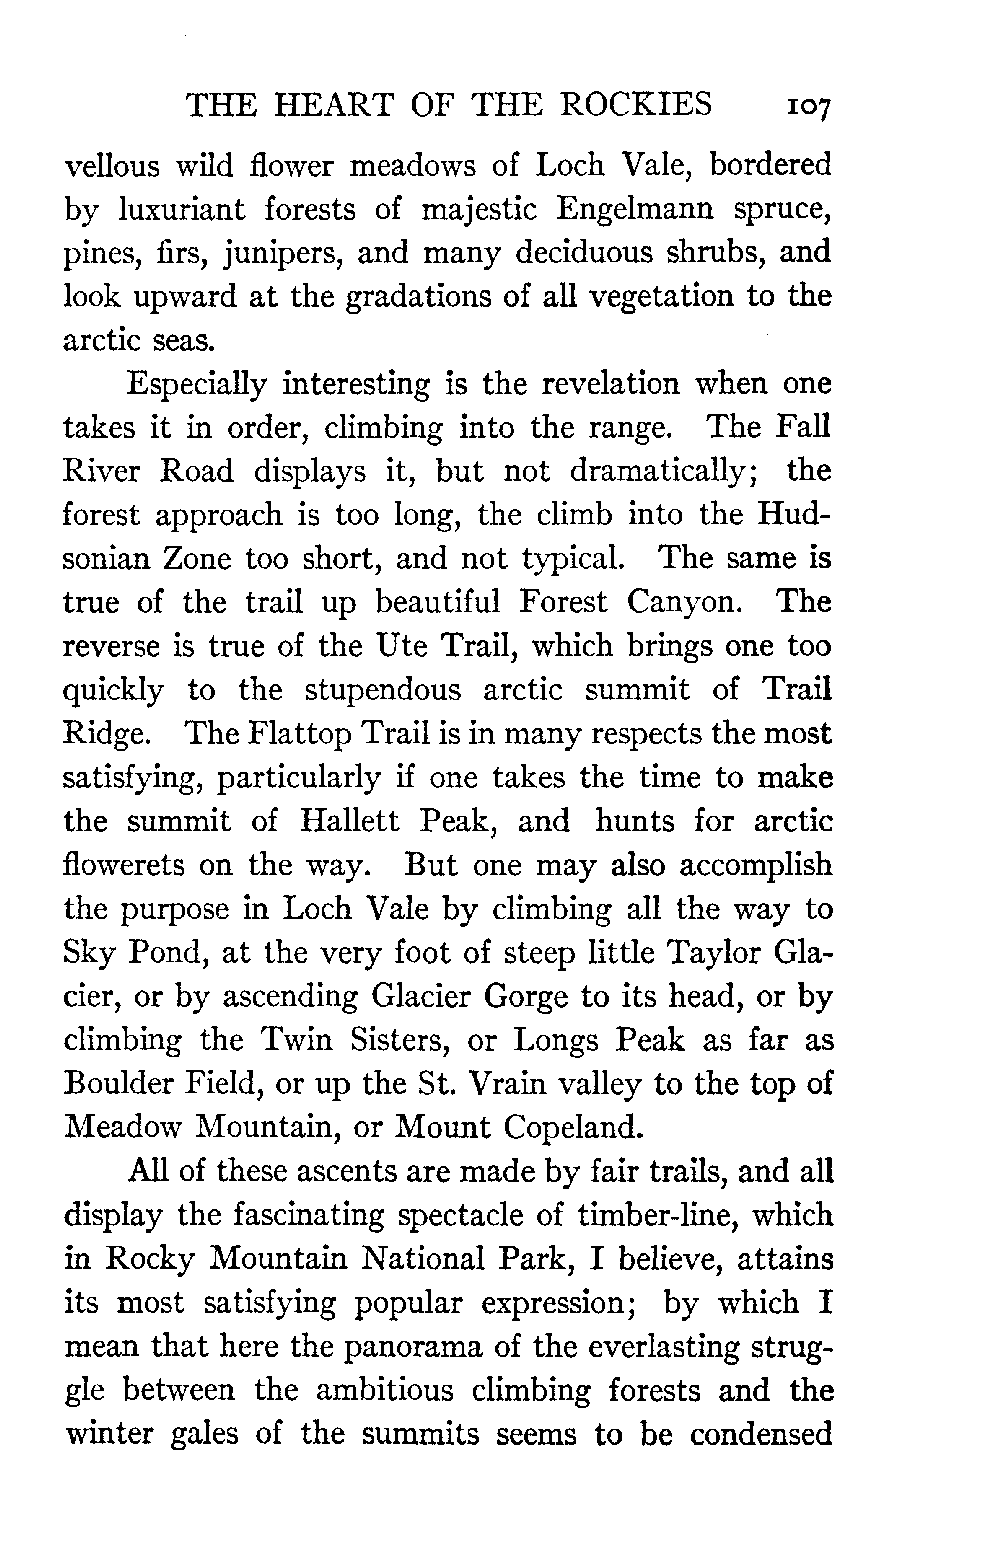 THE HEART OF THE ROCKIES 107
vellous wild flower meadows of Loch Vale, bordered
by luxuriant forests of majestic Engelmann spruce,
pines, firs, junipers, and many deciduous shrubs, and
look upward at the gradations of all vegetation to the
arctic seas.
Especially interesting is the revelation when one
takes it in order, climbing into the range. The Fall
River Road displays it, but not dramatically; the
forest approach is too long, the climb into the Hud-
sonian Zone too short, and not typical. The same is
true of the trail up beautiful Forest Canyon. The
reverse is true of the Ute Trail, which brings one too
quickly to the stupendous arctic summit of Trail
Ridge. The Flattop Trail is in many respects the most
satisfying, particularly if one takes the time to make
the summit of Hallett Peak, and hunts for arctic
flowerets on the way. But one may also accomplish
the purpose in Loch Vale by climbing all the way to
Sky Pond, at the very foot of steep little Taylor Gla-
cier, or by ascending Glacier Gorge to its head, or by
climbing the Twin Sisters, or Longs Peak as far as
Boulder Field, or up the St. Vrain valley to the top of
Meadow Mountain, or Mount Copeland.
All of these ascents are made by fair trails, and all
display the fascinating spectacle of timber-line, which
in Rocky Mountain National Park, I believe, attains
its most satisfying popular expression; by which I
mean that here the panorama of the everlasting strug-
gle between the ambitious climbing forests and the
winter gales of the summits seems to be condensed